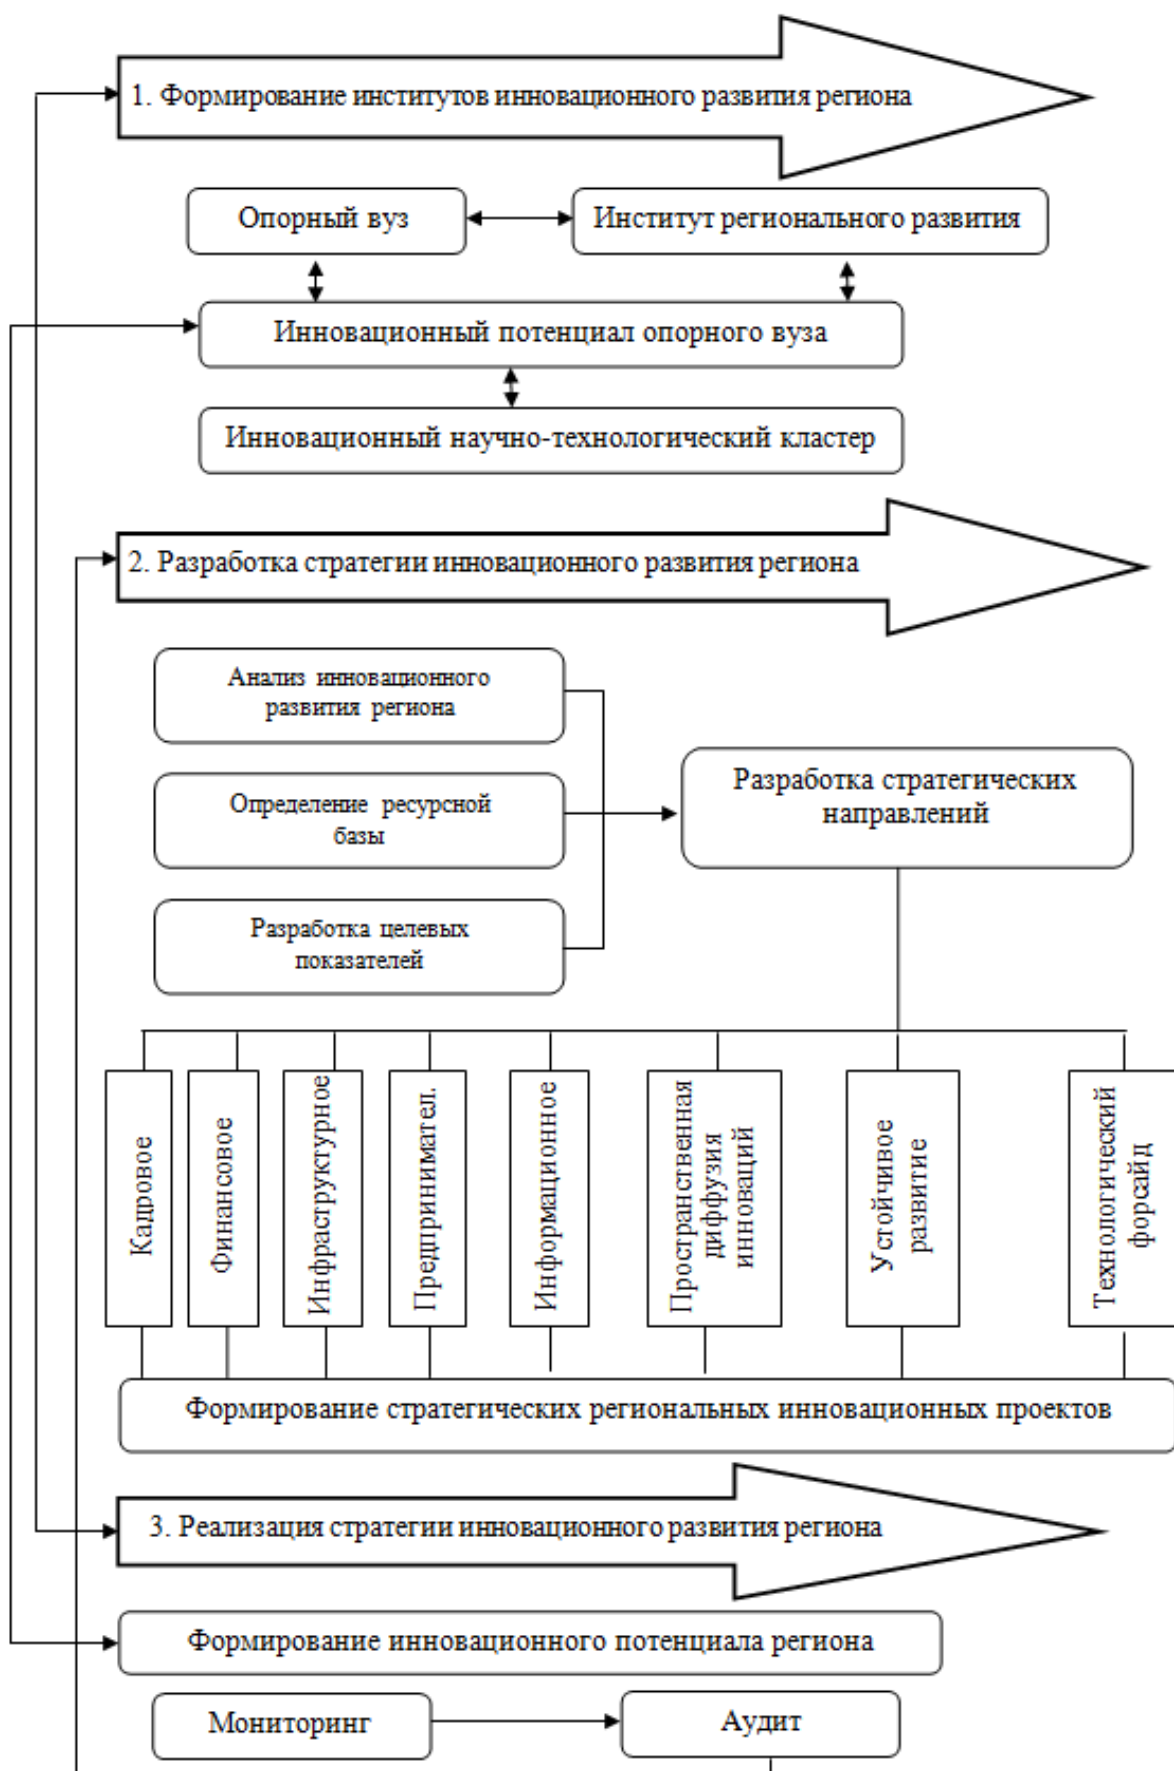 1. Формирование институтов инновационного развития региона
Опорный вуз
Институт регионального развития
Инновационный потенциал опорного вуза
Инновационный научно-технологический кластер
2. Разработка стратегии инновационного развития региона
Анализ инновационного
развития региона
Определение ресурсной
базы
Разработка целевых
показателей
Разработка стратегических
направлений
Кадровое
Финансовое
Инфраструктурное
Предпринимател.
Информационное
Пространственная
диффузия
инноваций
Устойчивое
развитие
Технологический
форсайд
Формирование стратегических региональных инновационных проектов
3. Реализация стратегии инновационного развития региона
Формирование инновационного потенциала региона
Мониторинг
Аудит